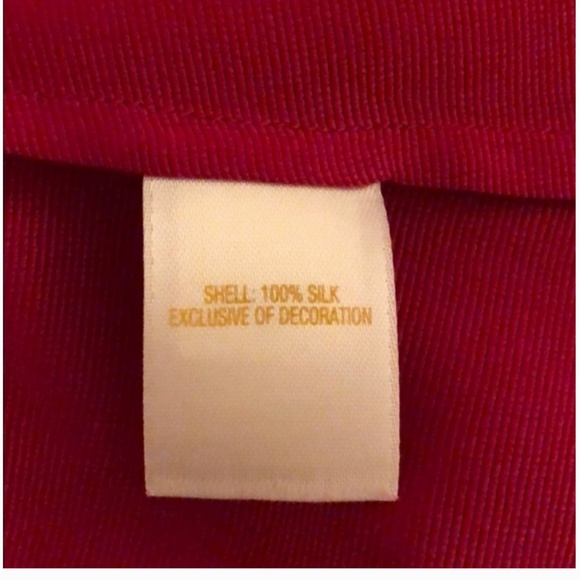 SHELL: 100% SILK
EXCLUSIVE OF DECORATION